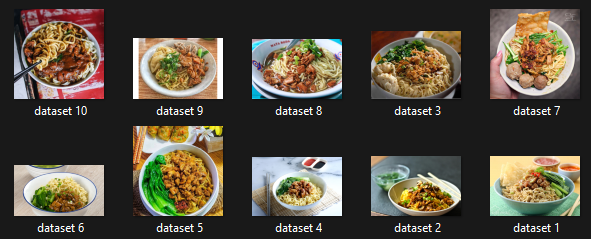 dataset 10
dataset 9
dataset 8
dataset 3
dataset 7
dataset 6
dataset 5
dataset 4
dataset 2
dataset 1